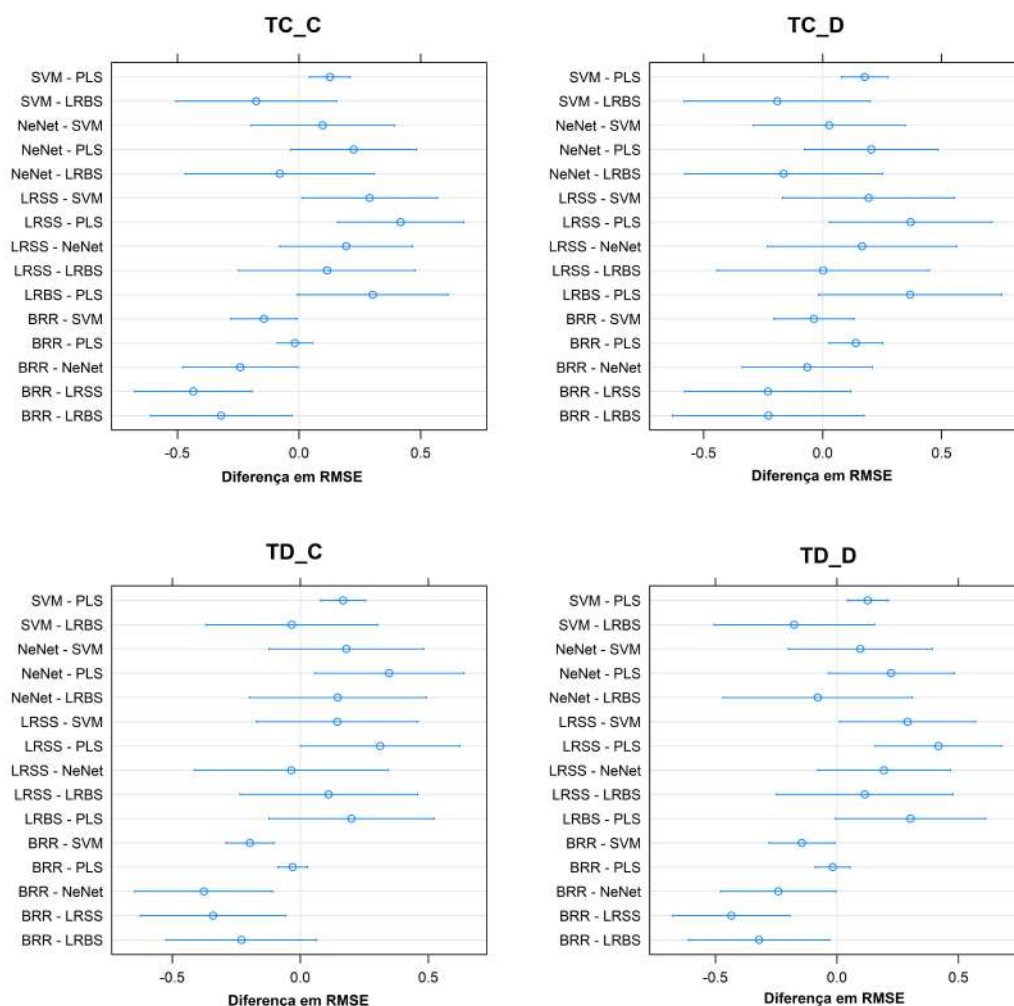 TC_C
SVM - PLS
SVM - LRBS
NeNet - SVM
NeNet - PLS
NeNet - LRBS
LRSS - SVM
LRSS - PLS
LRSS - NeNet
LRSS - LRBS
LRBS - PLS
BRR - SVM
BRR - PLS
BRR - NeNet
BRR - LRSS
BRR - LRBS
-0.5 0.0 0.5
Diferença em RMSE
TC_D
SVM - PLS
SVM - LRBS
NeNet - SVM
NeNet - PLS
NeNet - LRBS
LRSS - SVM
LRSS - PLS
LRSS - NeNet
LRSS - LRBS
LRBS - PLS
BRR - SVM
BRR - PLS
BRR - NeNet
BRR - LRSS
BRR - LRBS
-0.5 0.0 0.5
Diferença em RMSE
TD_C
SVM - PLS
SVM - LRBS
NeNet - SVM
NeNet - PLS
NeNet - LRBS
LRSS - SVM
LRSS - PLS
LRSS - NeNet
LRSS - LRBS
LRBS - PLS
BRR - SVM
BRR - PLS
BRR - NeNet
BRR - LRSS
BRR - LRBS
-0.5 0.0 0.5
Diferença em RMSE
TD_D
SVM - PLS
SVM - LRBS
NeNet - SVM
NeNet - PLS
NeNet - LRBS
LRSS - SVM
LRSS - PLS
LRSS - NeNet
LRSS - LRBS
LRBS - PLS
BRR - SVM
BRR - PLS
BRR - NeNet
BRR - LRSS
BRR - LRBS
-0.5 0.0 0.5
Diferença em RMSE